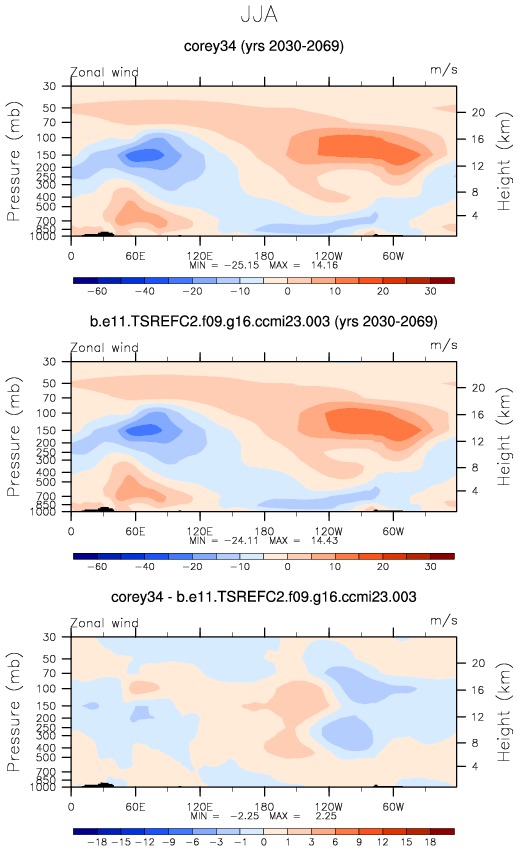 JJA
corey34 (yrs 2030-2069)
Zonal wind m/s
Pressure (mb)
30
50
70
100
150
200
250
300
400
500
700
850
1000
Height (km)
20
16
12
8
4
0 60E 120E 180 120W 60W
MIN = -25.15 MAX = 14.16
-60 -40 -20 -10 0 10 20 30
b.e11.TSREFC2.f09.g16.ccmi23.003 (yrs 2030-2069)
Zonal wind m/s
Pressure (mb)
30
50
70
100
150
200
250
300
400
500
700
850
1000
Height (km)
20
16
12
8
4
0 60E 120E 180 120W 60W
MIN = -24.11 MAX = 14.43
-60 -40 -20 -10 0 10 20 30
corey34 - b.e11.TSREFC2.f09.g16.ccmi23.003
Zonal wind m/s
Pressure (mb)
30
50
70
100
150
200
250
300
400
500
700
850
1000
Height (km)
20
16
12
8
4
0 60E 120E 180 120W 60W
MIN = -2.25 MAX = 2.25
-18 -15 -12 -9 -6 -3 -1 0 1 3 6 9 12 15 18